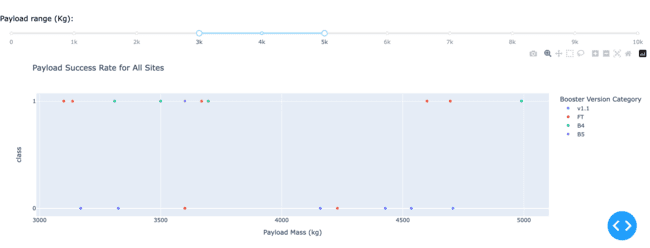 Payload range (Kg):
0 1k 2k 3k 4k 5k 6k 7k 8k 9k 10k
Payload Success Rate for All Sites
Booster Version Category
v1.1
FT
B4
B5
1
class
0
3000 3500 4000 4500 5000
Payload Mass (kg)